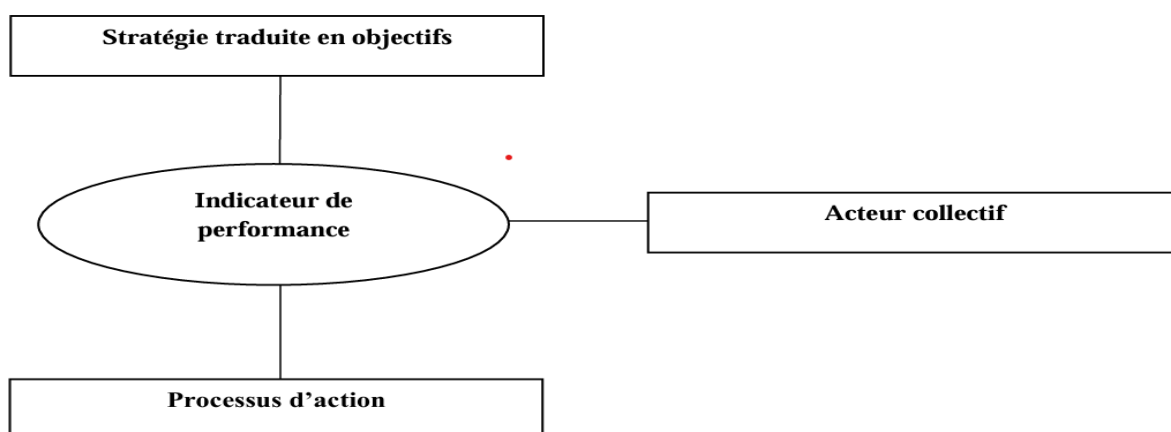 Stratégie traduite en objectifs
Indicateur de
performance
Acteur collectif
Processus d’action